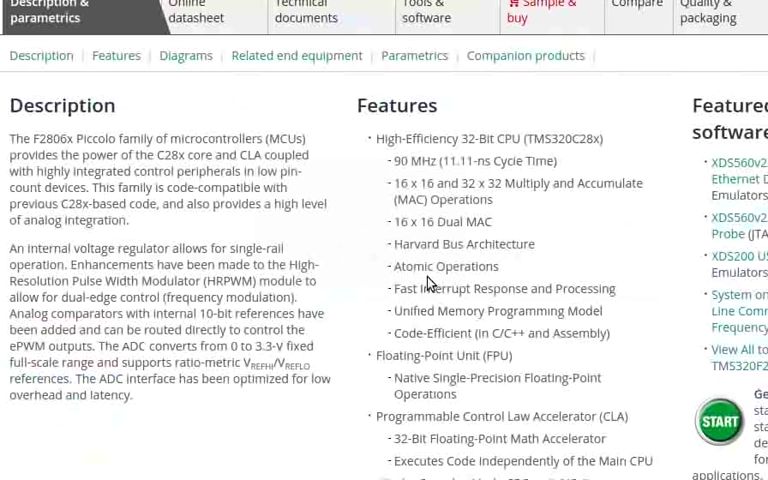 Description & parameters
Online datasheet
Technical documents
Tools & software
Sample & buy
Compare
Quality & packaging
Description | Features | Diagrams | Related end equipment | Parametrics | Companion products |
Description
The F2806x Piccolo family of microcontrollers (MCUs)
provides the power of the C28x core and CLA coupled
with highly integrated control peripherals in low pin-
count devices. This family is code-compatible with
previous C28x-based code, and also provides a high level
of analog integration.
An internal voltage regulator allows for single-rail
operation. Enhancements have been made to the High-
Resolution Pulse Width Modulator (HRPWM) module to
allow for dual-edge control (frequency modulation).
Analog comparators with internal 10-bit references have
been added and can be routed directly to control the
ePWM outputs. The ADC converts from 0 to 3.3-V fixed
full-scale range and supports ratio-metric VREFHI/VREFLO
references. The ADC interface has been optimized for low
overhead and latency.
Features
· High-Efficiency 32-Bit CPU (TMS320C28x)
- 90 MHz (11.11-ns Cycle Time)
- 16 x 16 and 32 x 32 Multiply and Accumulate
(MAC) Operations
- 16 x 16 Dual MAC
- Harvard Bus Architecture
- Atomic Operations
- Fast Interrupt Response and Processing
- Unified Memory Programming Model
- Code-Efficient (in C/C++ and Assembly)
· Floating-Point Unit (FPU)
- Native Single-Precision Floating-Point
Operations
· Programmable Control Law Accelerator (CLA)
- 32-Bit Floating-Point Math Accelerator
- Executes Code Independently of the Main CPU
Featured
software
· XDS560v2
Ethernet D
Emulators
· XDS560v2
Probe (JTA
· XDS200 US
Emulators
· System on
Line Comm
Frequency
· View All to
TMS320F2
START
Ge
sta
sta
de
for
applications.